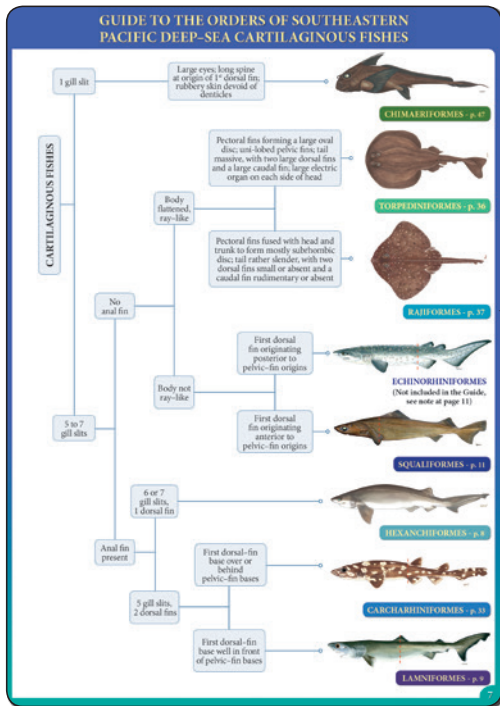 GUIDE TO THE ORDERS OF SOUTHEASTERN
PACIFIC DEEP–SEA CARTILAGINOUS FISHES
CARTILAGINOUS FISHES
1 gill slit
Large eyes; long spine
at origin of 1st dorsal fin;
rubbery skin devoid of
denticles
CHIMAERIFORMES - p. 47
5 to 7
gill slits
No
anal fin
Body
flattened,
ray–like
Pectoral fins forming a large oval
disc; uni-lobed pelvic fins; tail
massive, with two large dorsal fins
and a large caudal fin; large electric
organ on each side of head
TORPEDINIFORMES - p. 36
Pectoral fins fused with head and
trunk to form mostly subrhombic
disc; tail rather slender, with two
dorsal fins small or absent and a
caudal fin rudimentary or absent
RAJIFORMES - p. 37
Body not
ray–like
First dorsal
fin originating
posterior to
pelvic–fin origins
ECHINORHINIFORMES
(Not included in the Guide,
see note at page 11)
First dorsal
fin originating
anterior to
pelvic–fin origins
SQUALIFORMES - p. 11
Anal fin
present
6 or 7
gill slits,
1 dorsal fin
HEXANCHIFORMES - p. 8
5 gill slits,
2 dorsal fins
First dorsal–fin
base over or
behind
pelvic–fin bases
CARCHARHINIFORMES - p. 33
First dorsal–fin
base well in front
of pelvic–fin bases
LAMNIFORMES - p. 9
7